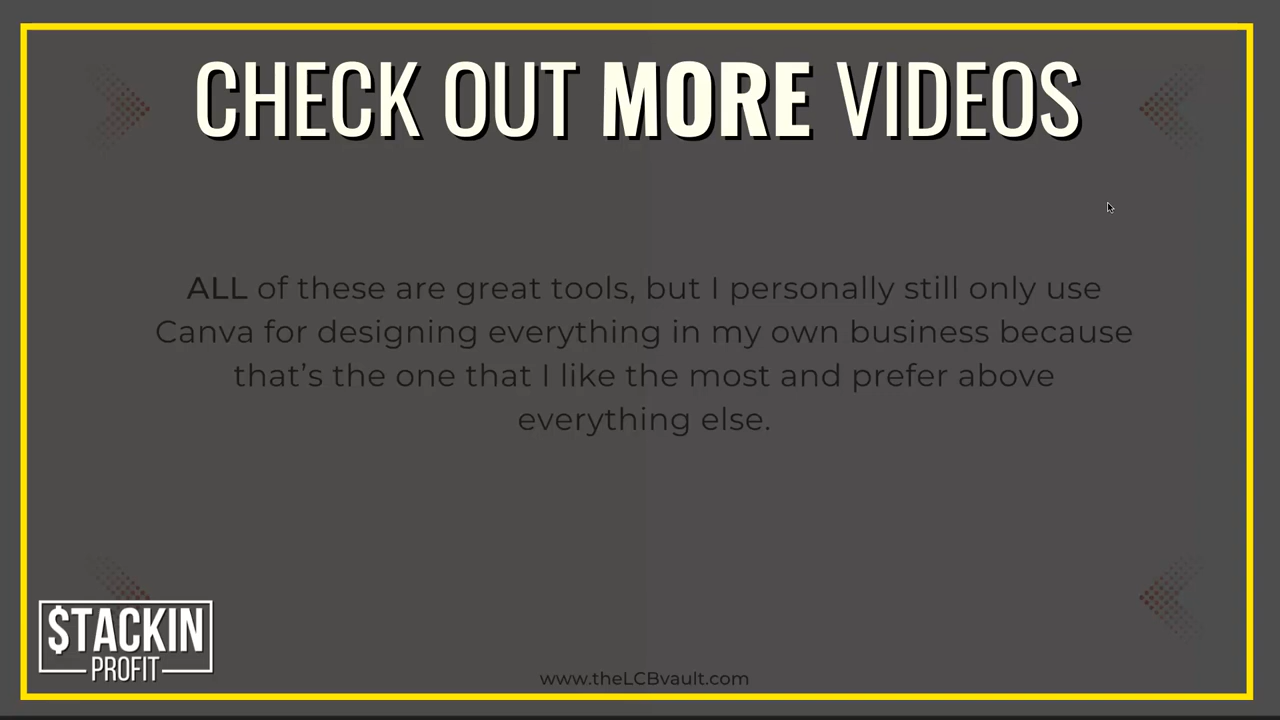 CHECK OUT MORE VIDEOS
ALL of these are great tools, but I personally still only use
Canva for designing everything in my own business because
that’s the one that I like the most and prefer above
everything else.
$TACKIN
PROFIT
www.theLCBvault.com